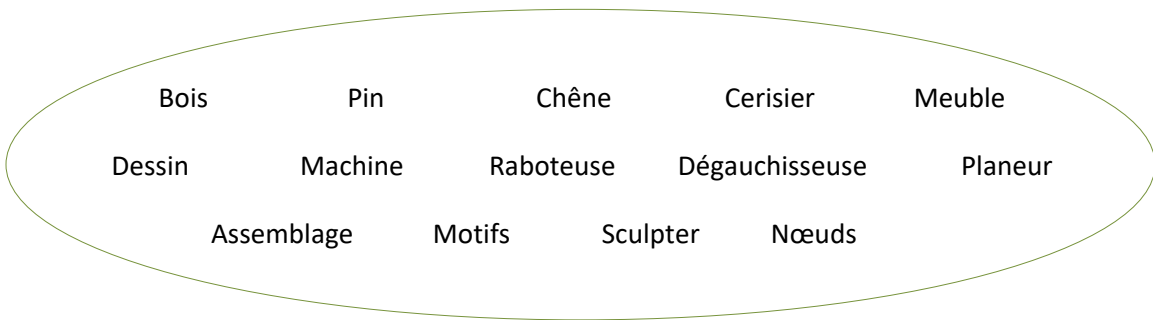 Bois Pin Chêne Cerisier Meuble
Dessin Machine Raboteuse Dégauchisseuse Planeur
Assemblage Motifs Sculpter Nœuds